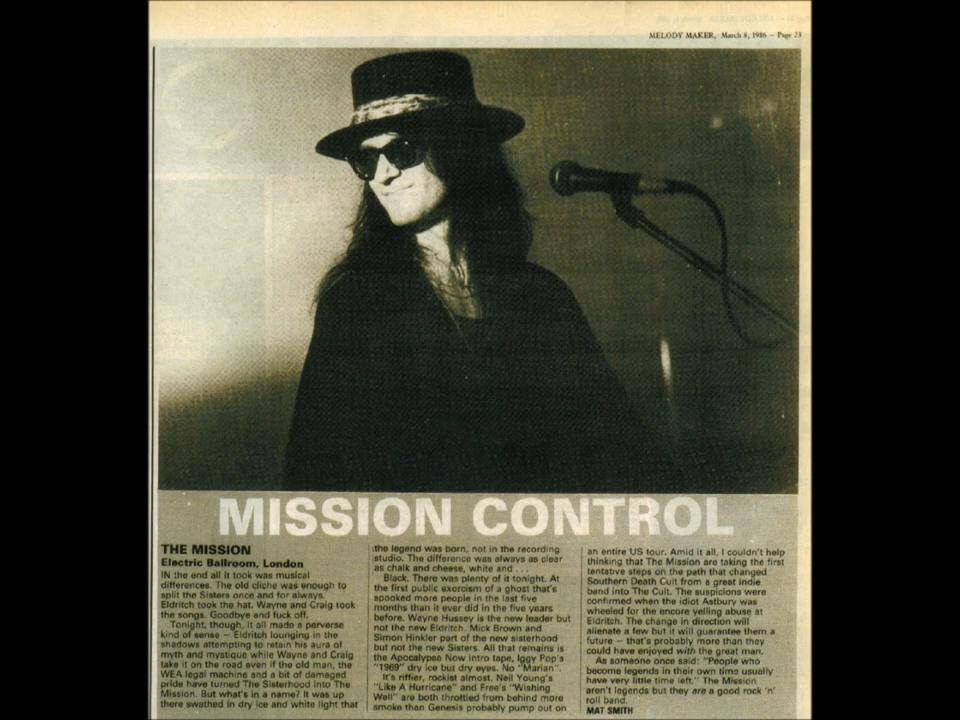 MELODY MAKER, March 8, 1986 — Page 23
MISSION CONTROL
THE MISSION
Electric Ballroom, London
IN the end all it took was musical
differences. The old cliche was enough to
split the Sisters once and for always.
Eldritch took the hat. Wayne and Craig took
the songs. Goodbye and fuck off.
Tonight, though, it all made a perverse
kind of sense — Eldritch lounging in the
shadows attempting to retain his aura of
myth and mystique while Wayne and Craig
take it on the road even if the old man, the
WEA legal machine and a bit of damaged
pride have turned The Sisterhood into The
Mission. But what's in a name? It was up
there swathed in dry ice and white light that
the legend was born, not in the recording
studio. The difference was always as clear
as chalk and cheese, white and . . .
Black. There was plenty of it tonight. At
the first public exorcism of a ghost that's
spooked more people in the last five
months than it ever did in the five years
before. Wayne Hussey is the new leader but
not the new Eldritch. Mick Brown and
Simon Hinkler part of the new sisterhood
but not the new Sisters. All that remains is
the Apocalypse Now intro tape, Iggy Pop's
"1969" dry ice but dry eyes. No "Marian".
It's riffier, rockist almost. Neil Young's
"Like A Hurricane" and Free's "Wishing
Well" are both throttled from behind more
smoke than Genesis probably pump out on
an entire US tour. Amid it all, I couldn't help
thinking that The Mission are taking the first
tentative steps on the path that changed
Southern Death Cult from a great indie
band into The Cult. The suspicions were
confirmed when the idiot Astbury was
wheeled for the encore yelling abuse at
Eldritch. The change in direction will
alienate a few but it will guarantee them a
future — that's probably more than they
could have enjoyed with the great man.
As someone once said: "People who
become legends in their own time usually
have very little time left." The Mission
aren't legends but they are a good rock 'n'
roll band.
MAT SMITH